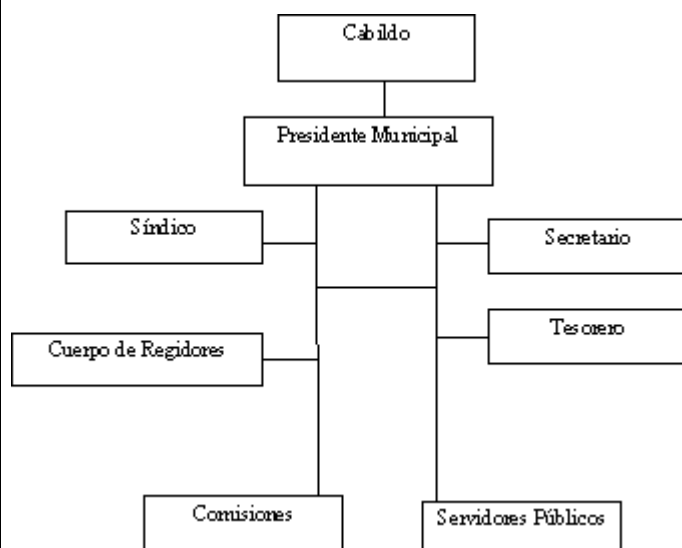 Cabildo
Presidente Municipal
Síndico
Secretario
Tesorero
Cuerpo de Regidores
Comisiones
Servidores Públicos